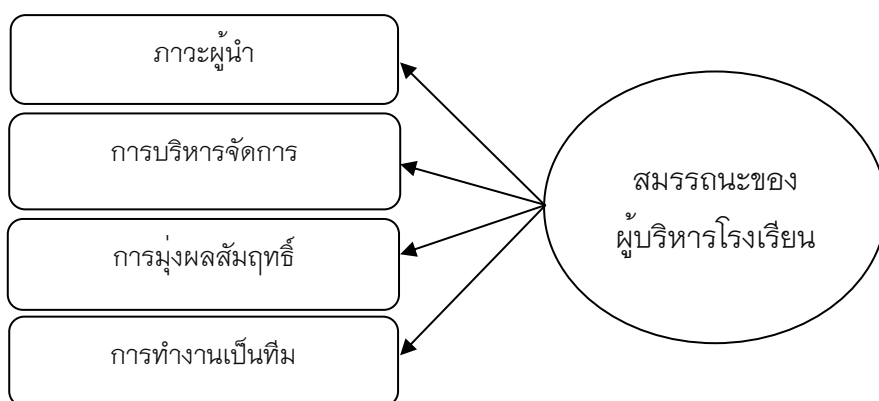 ภาวะผู้นำ
การบริหารจัดการ
การมุ่งผลสัมฤทธิ์
การทำงานเป็นทีม
สมรรถนะของ
ผู้บริหารโรงเรียน